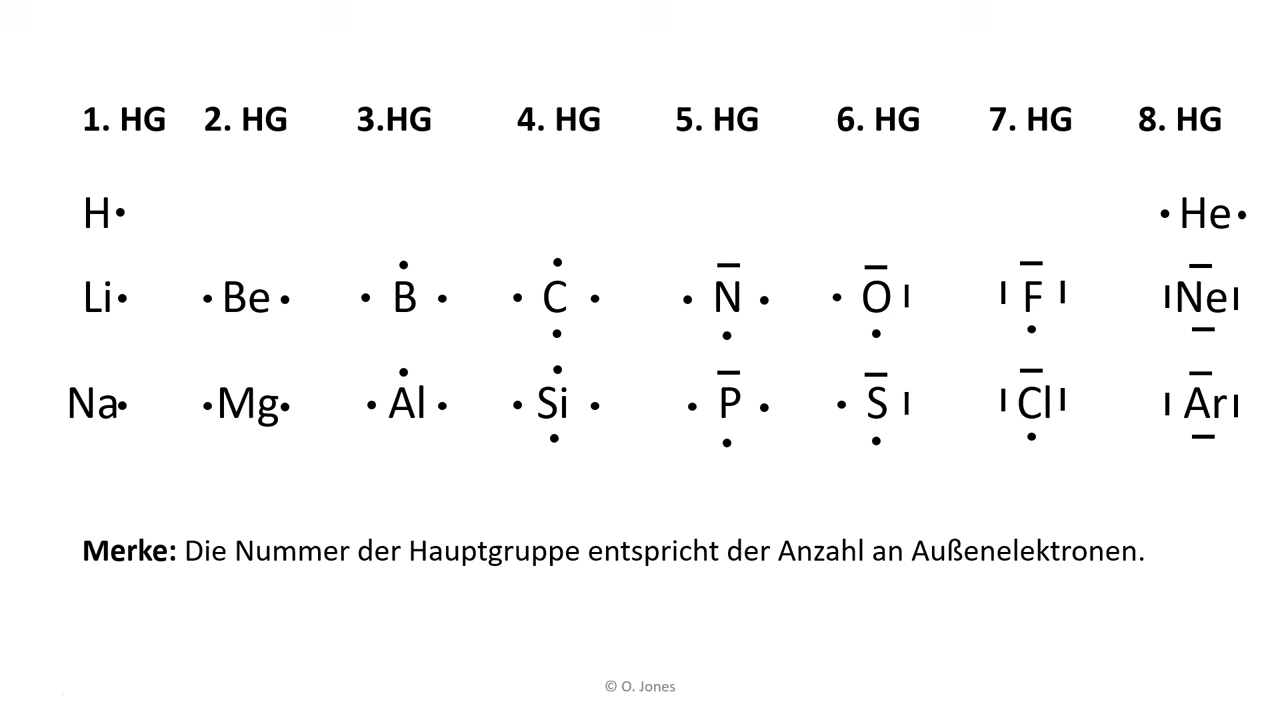 1. HG 2. HG 3.HG 4. HG 5. HG 6. HG 7. HG 8. HG
H He
Li Be B C N O F Ne
Na Mg Al Si P S Cl Ar
Merke: Die Nummer der Hauptgruppe entspricht der Anzahl an Außenelektronen.
© O. Jones